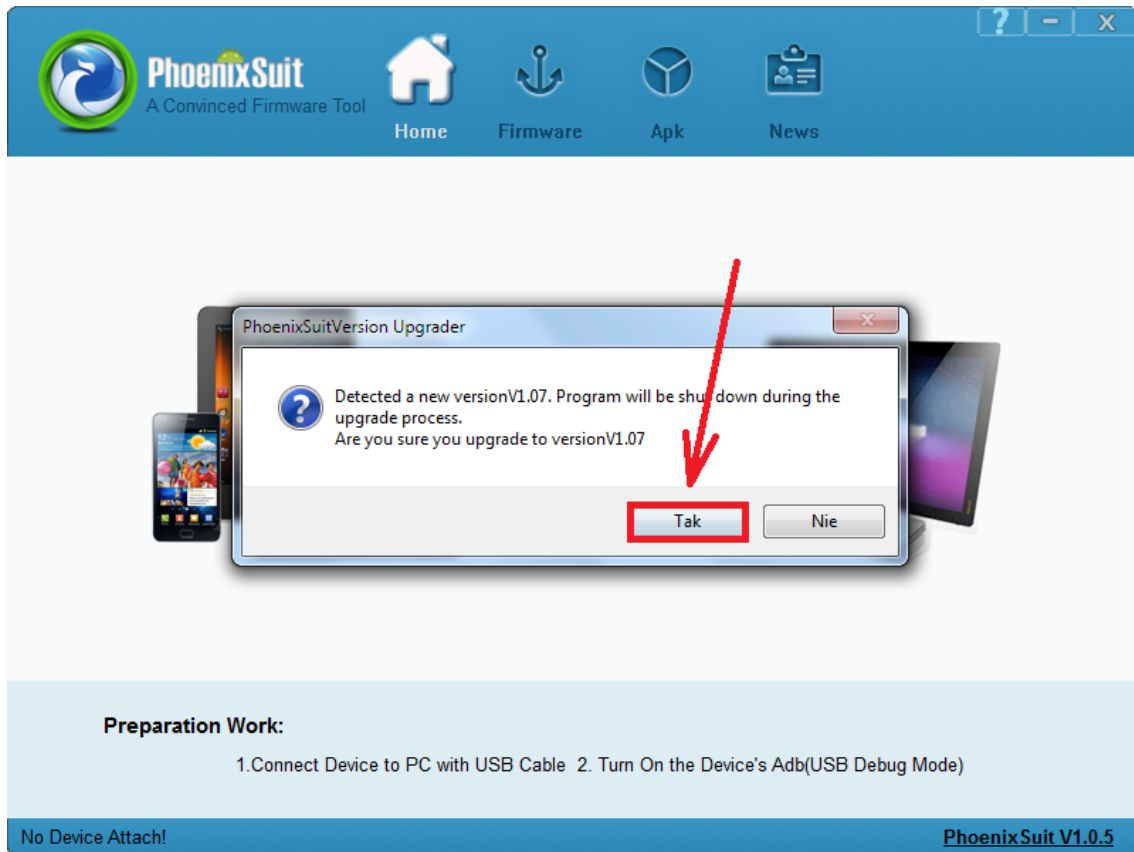 ? - X
PhoenixSuit
A Convinced Firmware Tool
Home Firmware Apk News
PhoenixSuitVersion Upgrader
Detected a new versionV1.07. Program will be shut down during the
upgrade process.
Are you sure you upgrade to versionV1.07
Tak Nie
Preparation Work:
1.Connect Device to PC with USB Cable 2. Turn On the Device's Adb(USB Debug Mode)
No Device Attach! PhoenixSuit V1.0.5